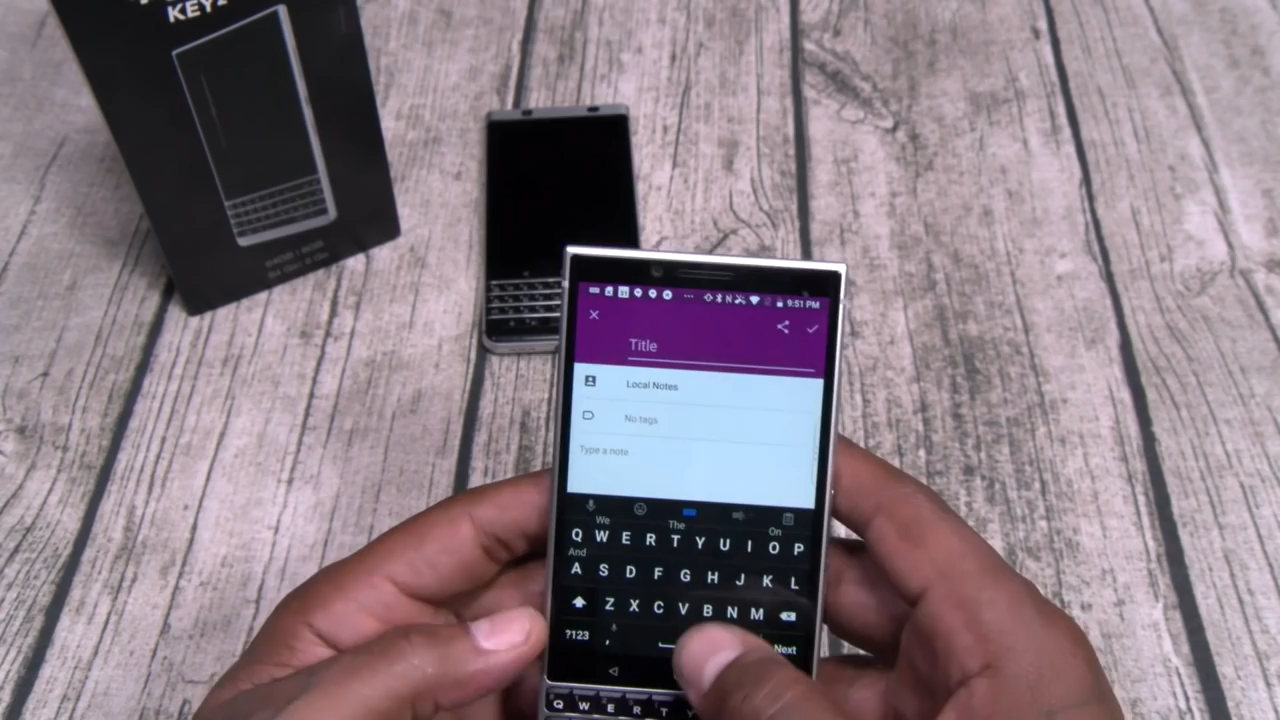 KEY²
9:51 PM
Title
Local Notes
No tags
Type a note
We The On
Q W E R T Y U I O P
And
A S D F G H J K L
Z X C V B N M
?123 , Next
Q W E R T